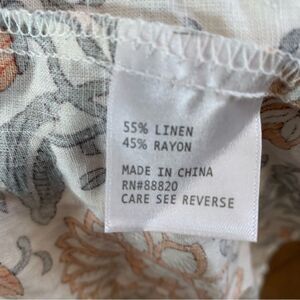 55% LINEN
45% RAYON
MADE IN CHINA
RN#88820
CARE SEE REVERSE